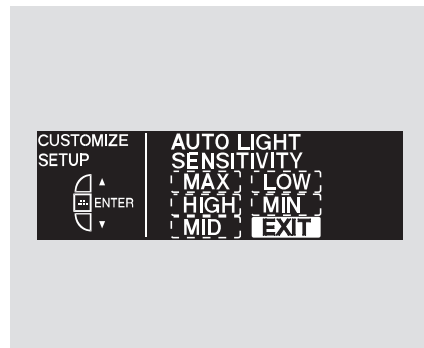 CUSTOMIZE
SETUP
ENTER
AUTO LIGHT
SENSITIVITY
MAX LOW
HIGH MIN
MID EXIT